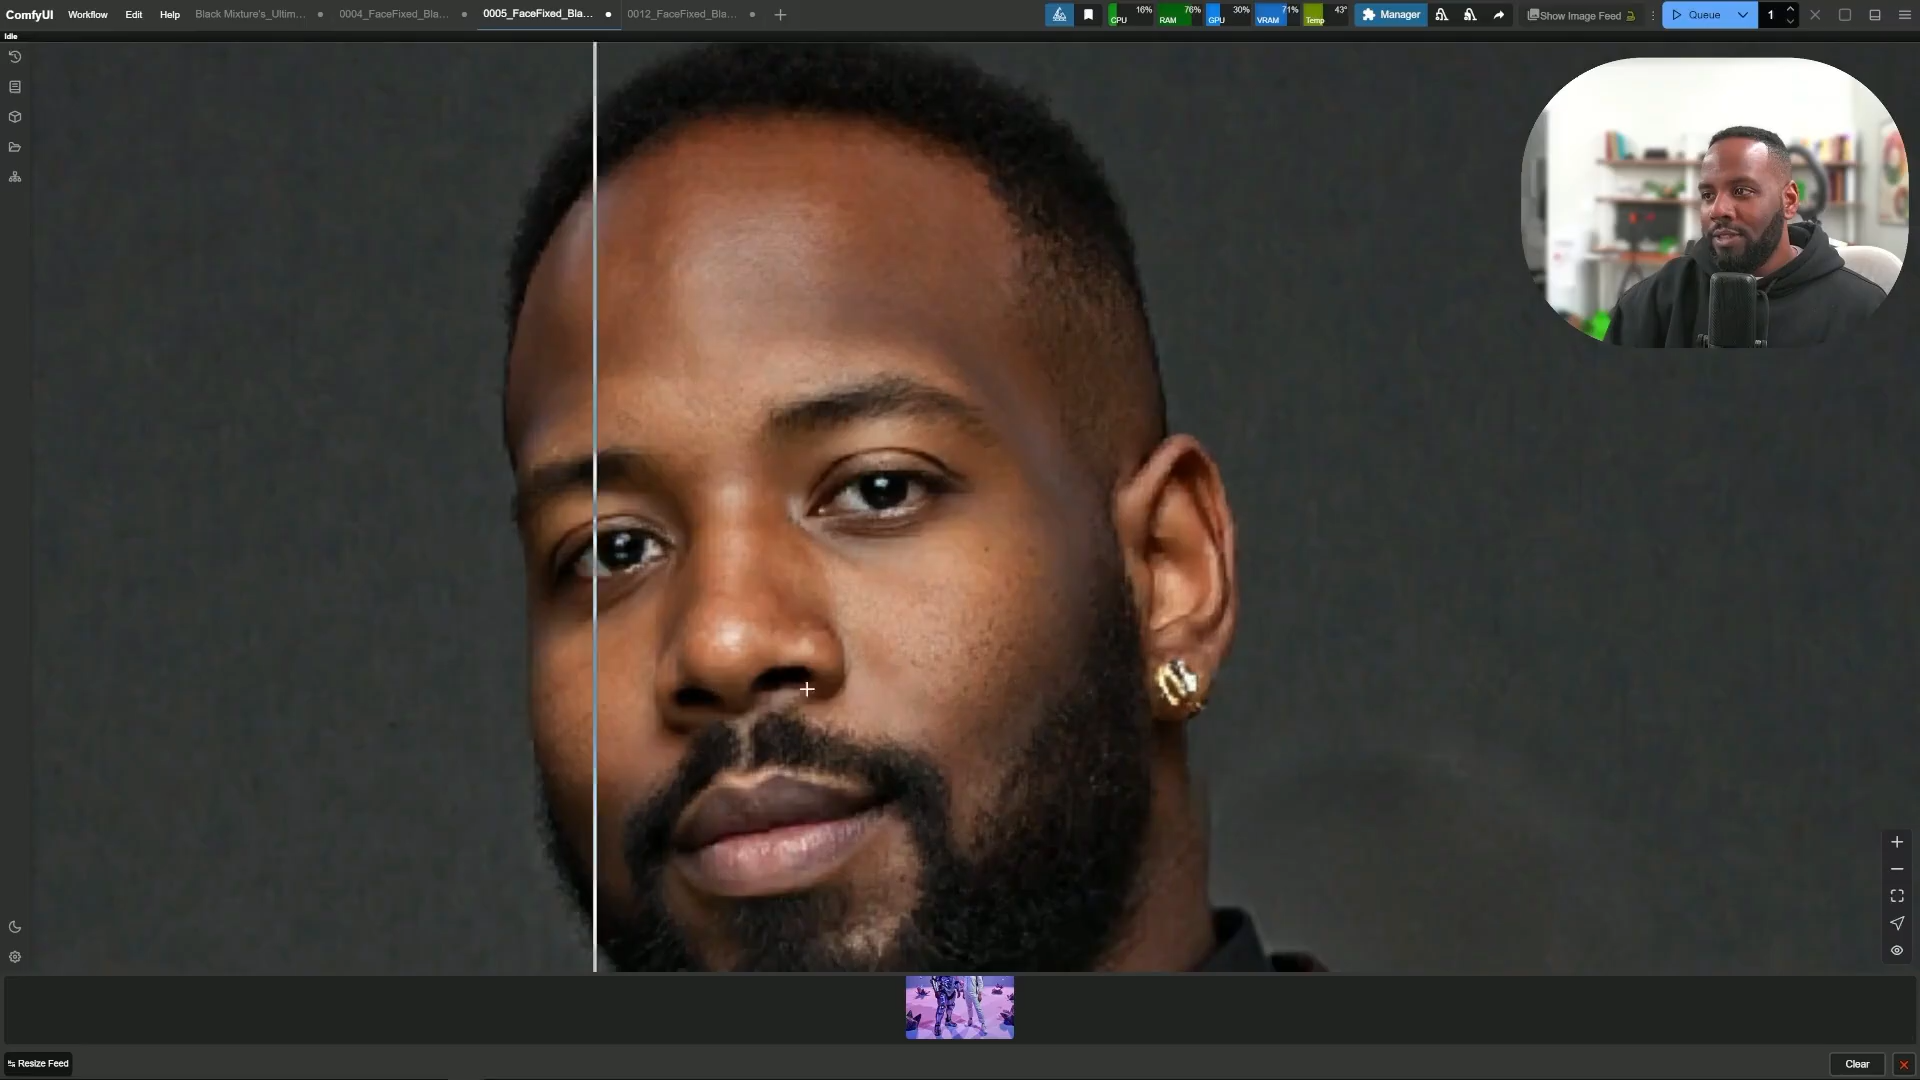 ComfyUI Workflow Edit Help Black Mixture's_Ultim... 0004_FaceFixed_Bla... 0005_FaceFixed_Bla... 0012_FaceFixed_Bla...
CPU 16% RAM 76% GPU 30% VRAM 71% Temp 43° Manager Show Image Feed Queue 1
Idle
Resize Feed Clear